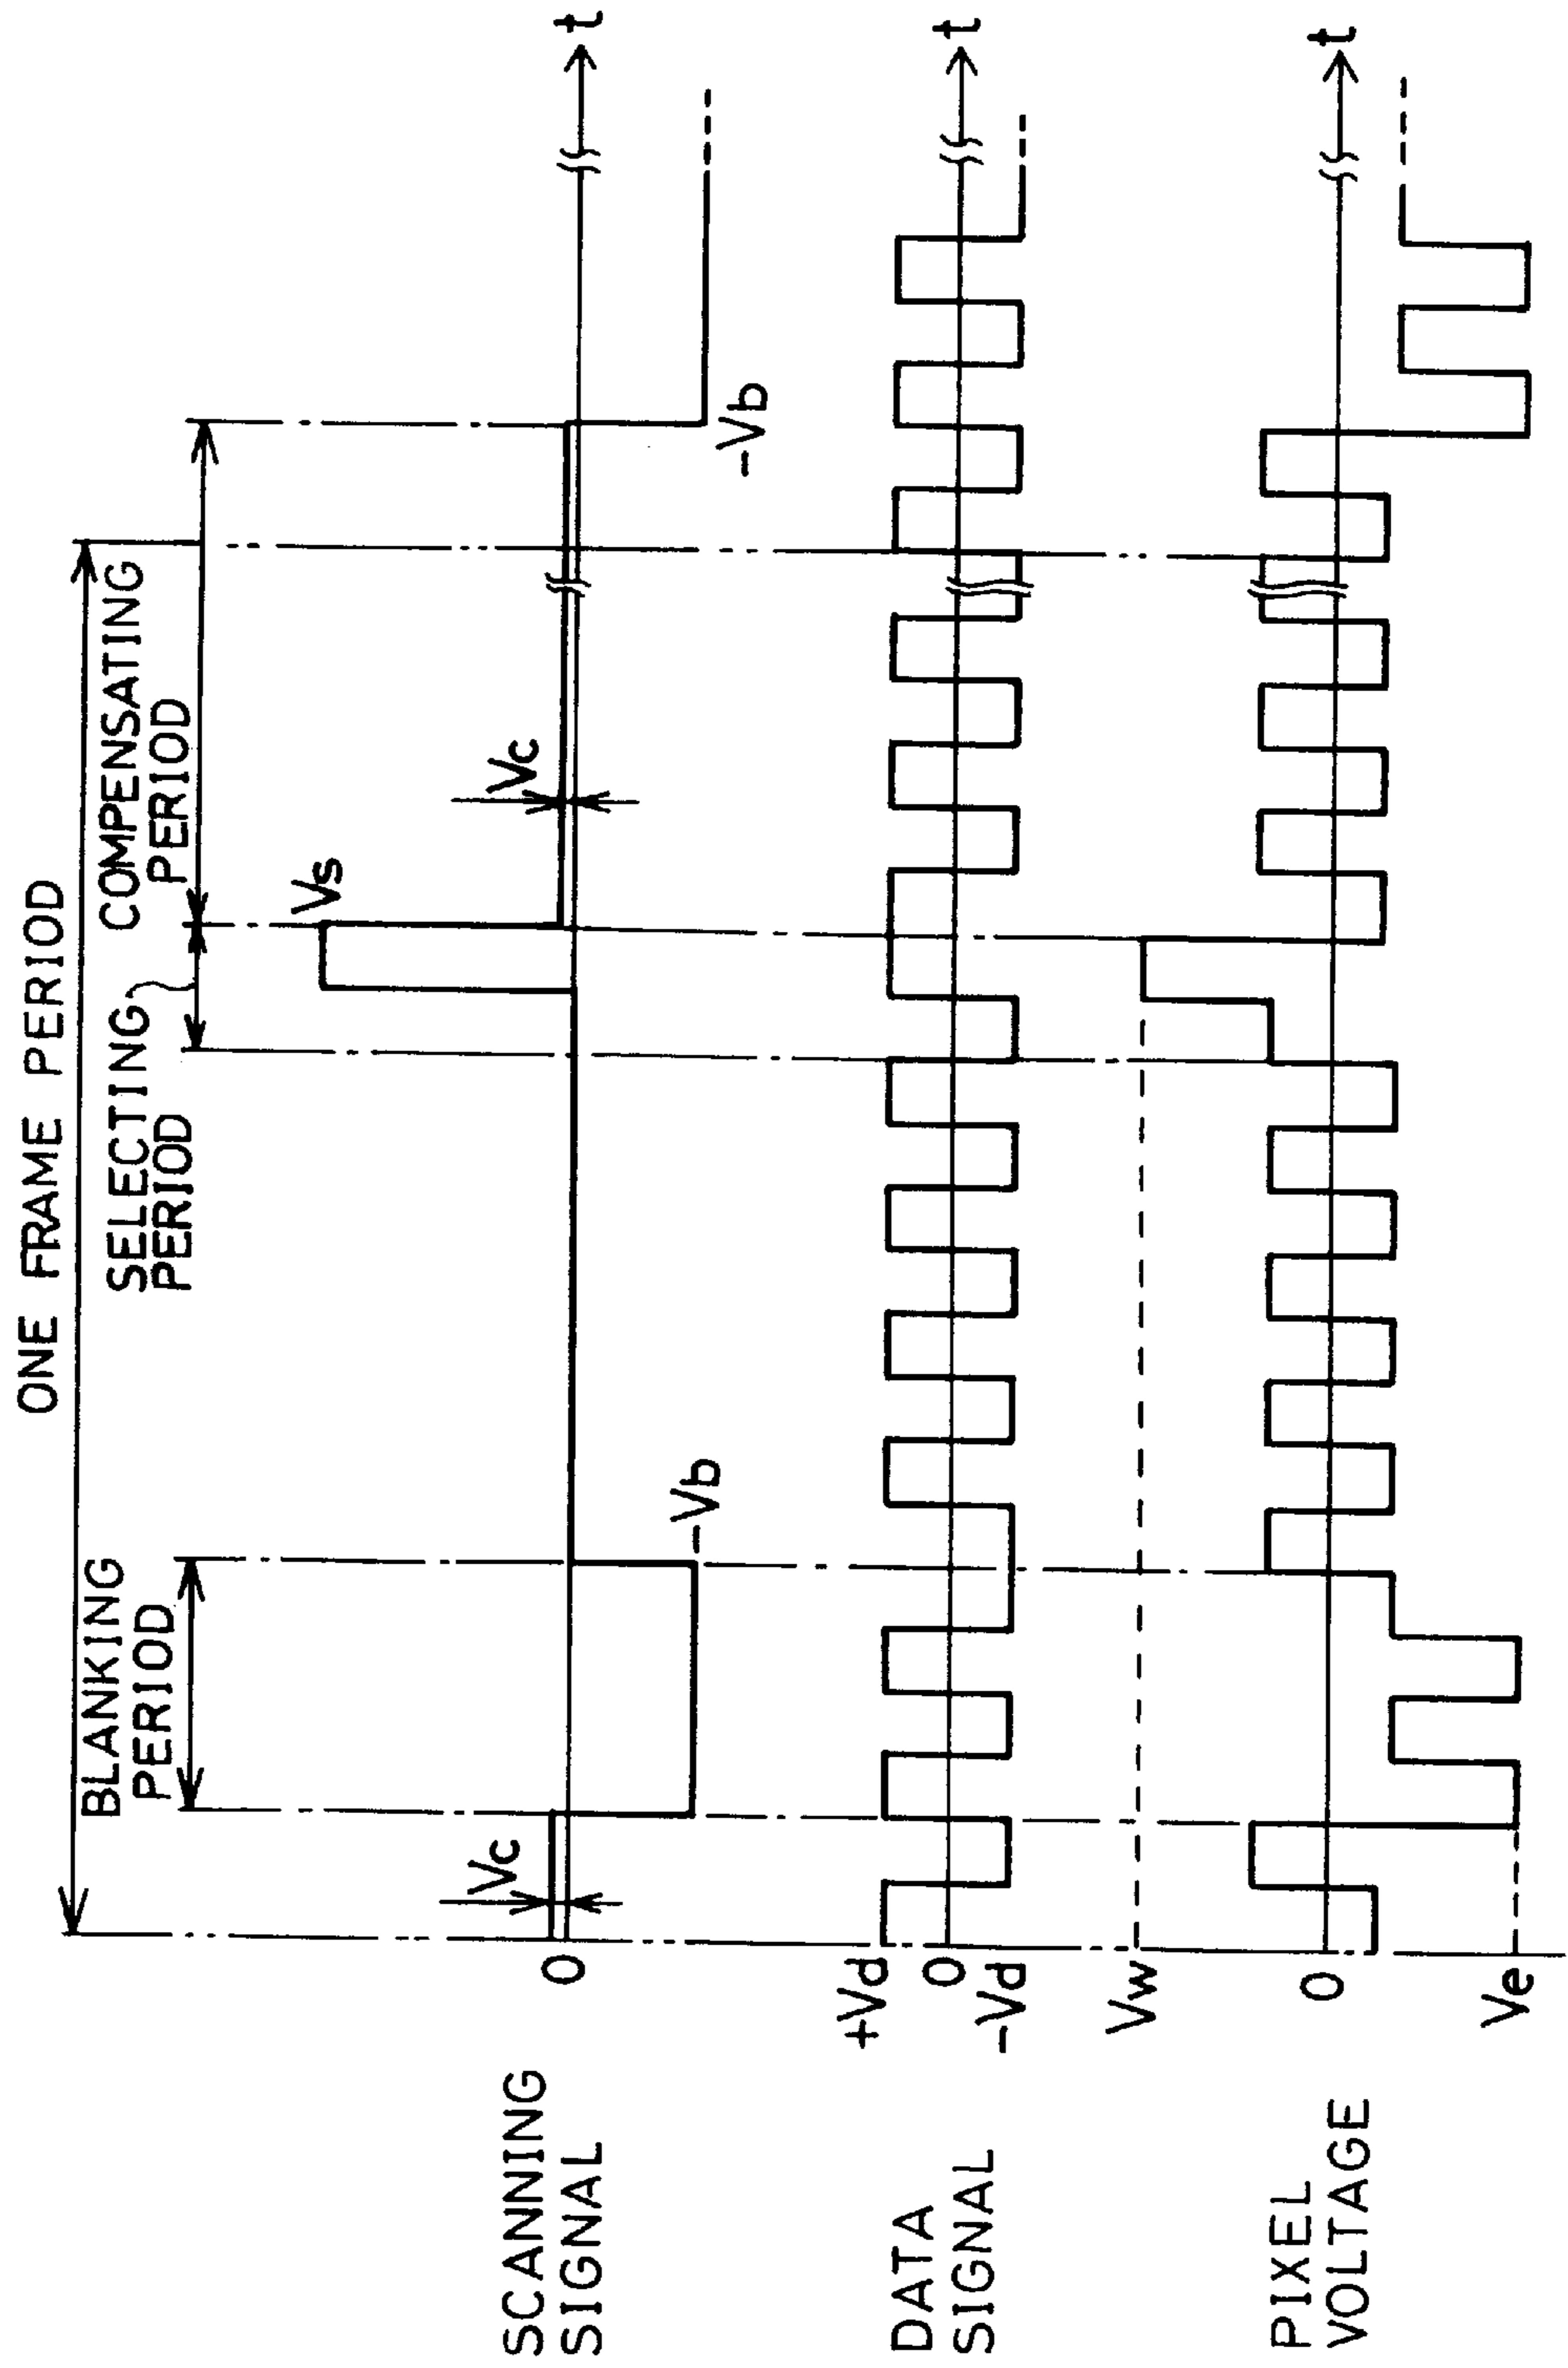 ONE FRAME PERIOD
BLANKING
PERIOD
SELECTING
PERIOD
COMPENSATING
PERIOD
SCANNING
SIGNAL
0
Vc
-Vb
Vs
Vc
-Vb
t
DATA
SIGNAL
+Vd
0
-Vd
t
PIXEL
VOLTAGE
Vw
0
Ve
t